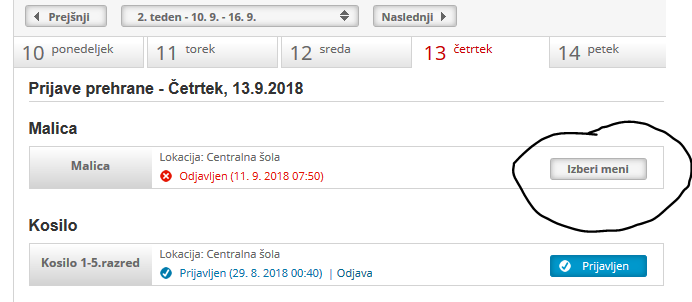 Prejšnji
2. teden - 10. 9. - 16. 9.
Naslednji
10 ponedeljek
11 torek
12 sreda
13 četrtek
14 petek
Prijave prehrane - Četrtek, 13.9.2018
Malica
Malica
Lokacija: Centralna šola
Odjavljen (11. 9. 2018 07:50)
Izberi meni
Kosilo
Kosilo 1-5.razred
Lokacija: Centralna šola
Prijavljen (29. 8. 2018 00:40) | Odjava
Prijavljen